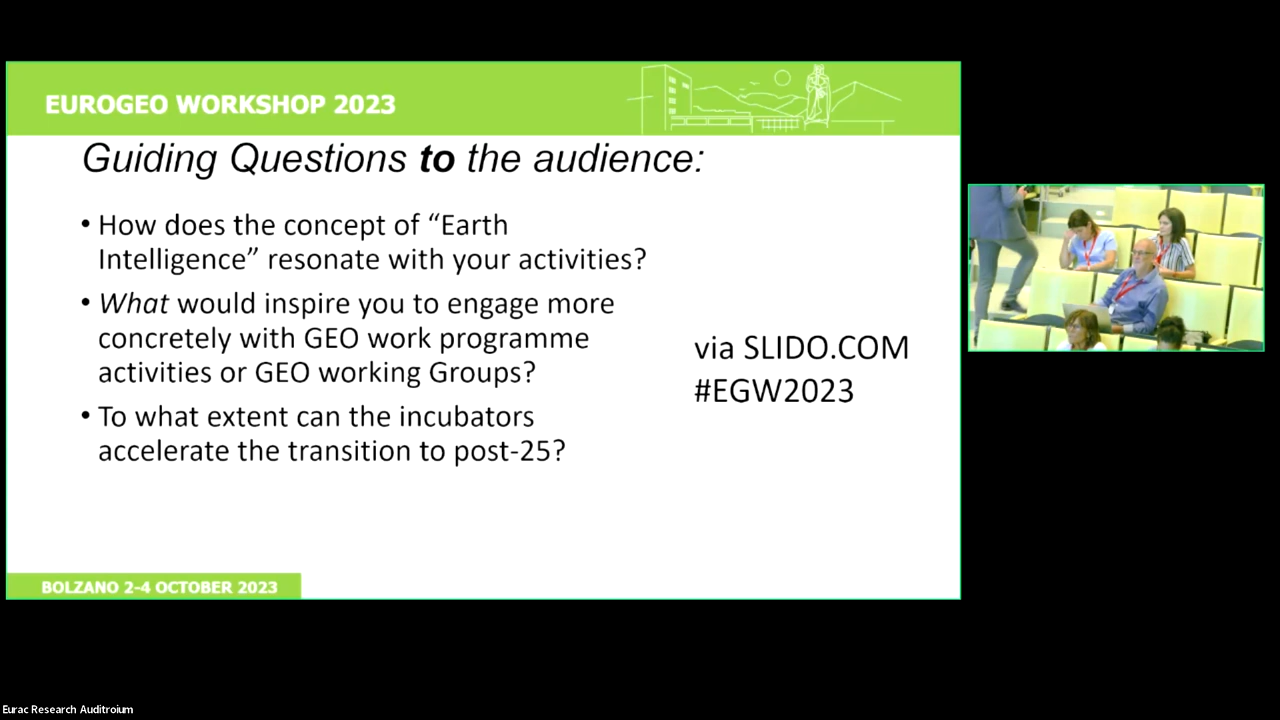 EUROGEO WORKSHOP 2023
Guiding Questions to the audience:
• How does the concept of “Earth
Intelligence” resonate with your activities?
• What would inspire you to engage more
concretely with GEO work programme
activities or GEO working Groups?
• To what extent can the incubators
accelerate the transition to post-25?
via SLIDO.COM
#EGW2023
BOLZANO 2-4 OCTOBER 2023
Eurac Research Auditroium